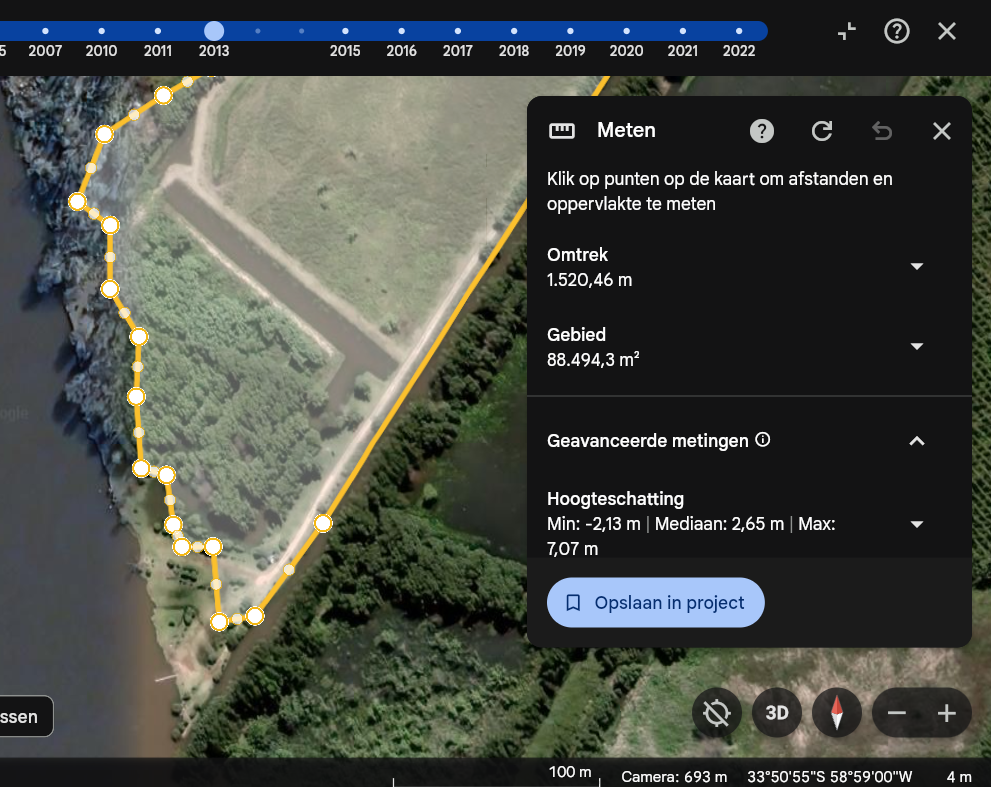 5 2007 2010 2011 2013 2015 2016 2017 2018 2019 2020 2021 2022
Meten
Klik op punten op de kaart om afstanden en
oppervlakte te meten
Omtrek
1.520,46 m
Gebied
88.494,3 m²
Geavanceerde metingen
Hoogteschatting
Min: -2,13 m | Mediaan: 2,65 m | Max:
7,07 m
Opslaan in project
ogle
ssen
3D
100 m
Camera: 693 m 33°50'55"S 58°59'00"W 4 m